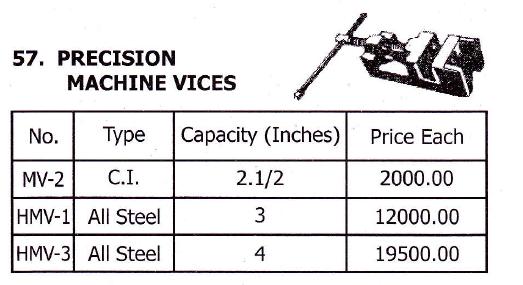 57. PRECISION
MACHINE VICES
No. Type Capacity (Inches) Price Each
MV-2 C.I. 2.1/2 2000.00
HMV-1 All Steel 3 12000.00
HMV-3 All Steel 4 19500.00